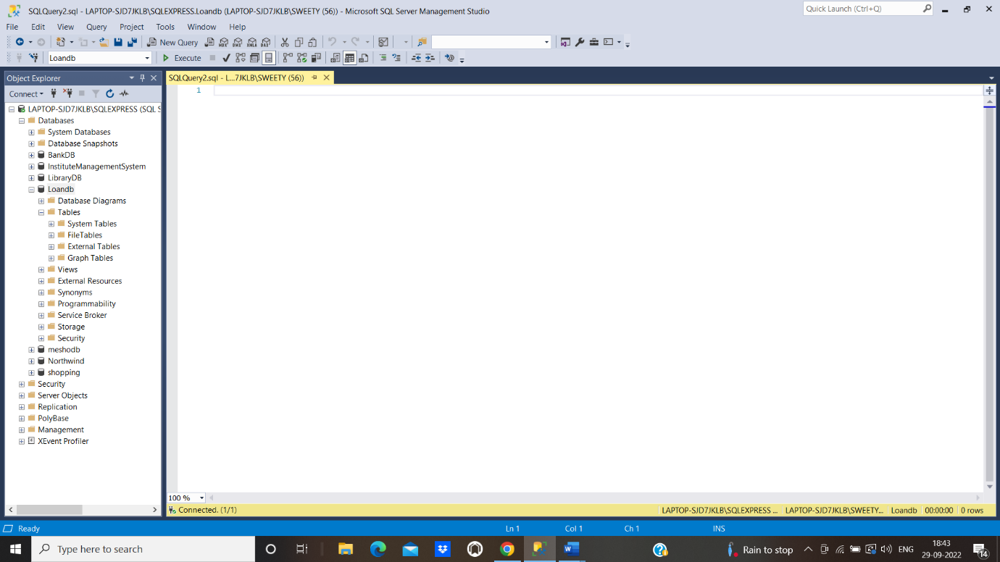 SQLQuery2.sql - LAPTOP-SJD7JKLB\SQLEXPRESS.Loandb (LAPTOP-SJD7JKLB\SWEETY (56)) - Microsoft SQL Server Management Studio
Quick Launch (Ctrl+Q)
File Edit View Query Project Tools Window Help
New Query
Loandb Execute
Object Explorer
SQLQuery2.sql - L...7JKLB\SWEETY (56))
Connect
1
LAPTOP-SJD7JKLB\SQLEXPRESS (SQL S
Databases
System Databases
Database Snapshots
BankDB
InstituteManagementSystem
LibraryDB
Loandb
Database Diagrams
Tables
System Tables
FileTables
External Tables
Graph Tables
Views
External Resources
Synonyms
Programmability
Service Broker
Storage
Security
meshodb
Northwind
shopping
Security
Server Objects
Replication
PolyBase
Management
XEvent Profiler
100 %
Connected. (1/1) LAPTOP-SJD7JKLB\SQLEXPRESS ... LAPTOP-SJD7JKLB\SWEETY... Loandb 00:00:00 0 rows
Ready Ln 1 Col 1 Ch 1 INS
Type here to search
Rain to stop
ENG
18:43
29-09-2022
14